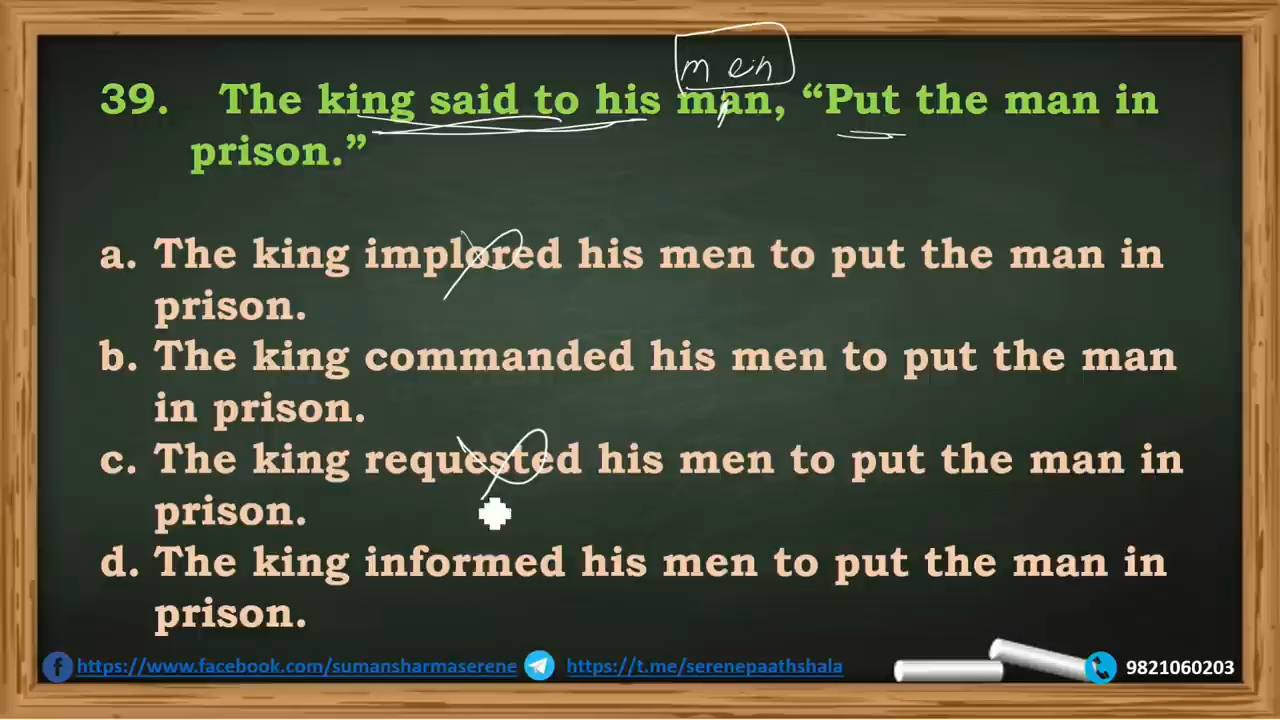 men
39. The king said to his man, “Put the man in
prison.”
a. The king implored his men to put the man in
prison.
b. The king commanded his men to put the man
in prison.
c. The king requested his men to put the man in
prison.
d. The king informed his men to put the man in
prison.
https://www.facebook.com/sumansharmaserene https://t.me/serenepaathshala 9821060203